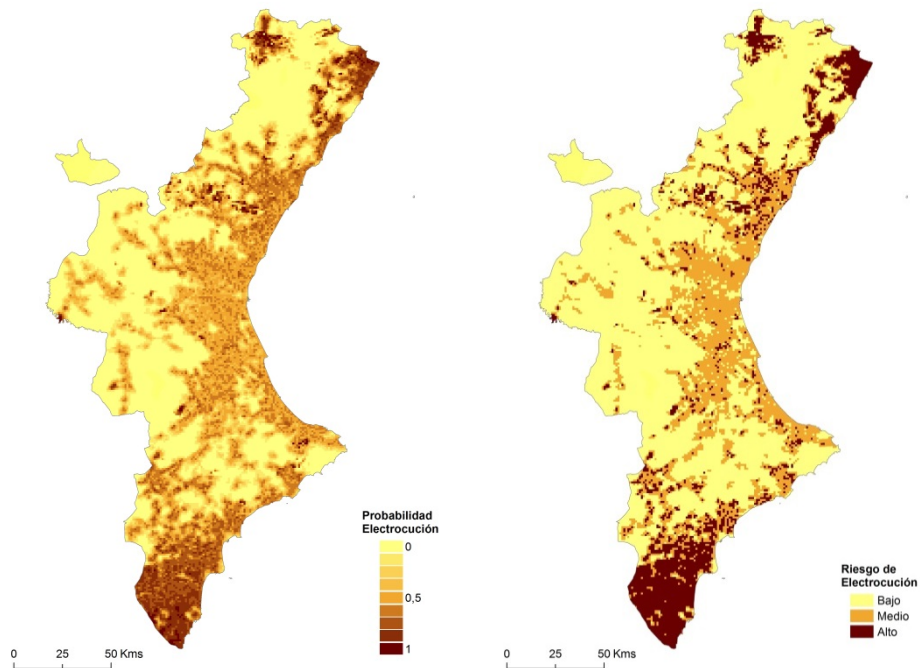 Probabilidad
Electrocución
0
0,5
1
0 25 50 Kms
Riesgo de
Electrocución
Bajo
Medio
Alto
0 25 50 Kms